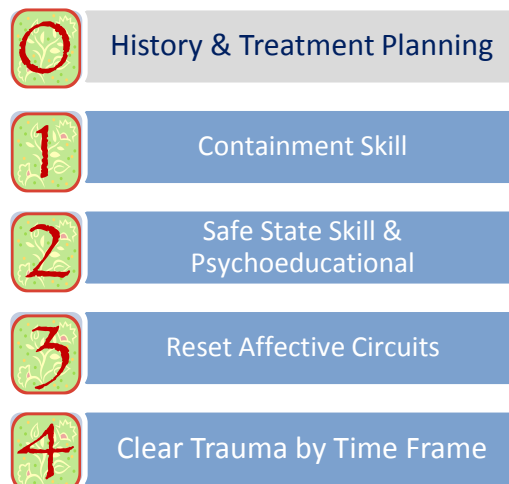 0
History & Treatment Planning
1
Containment Skill
2
Safe State Skill &
Psychoeducational
3
Reset Affective Circuits
4
Clear Trauma by Time Frame